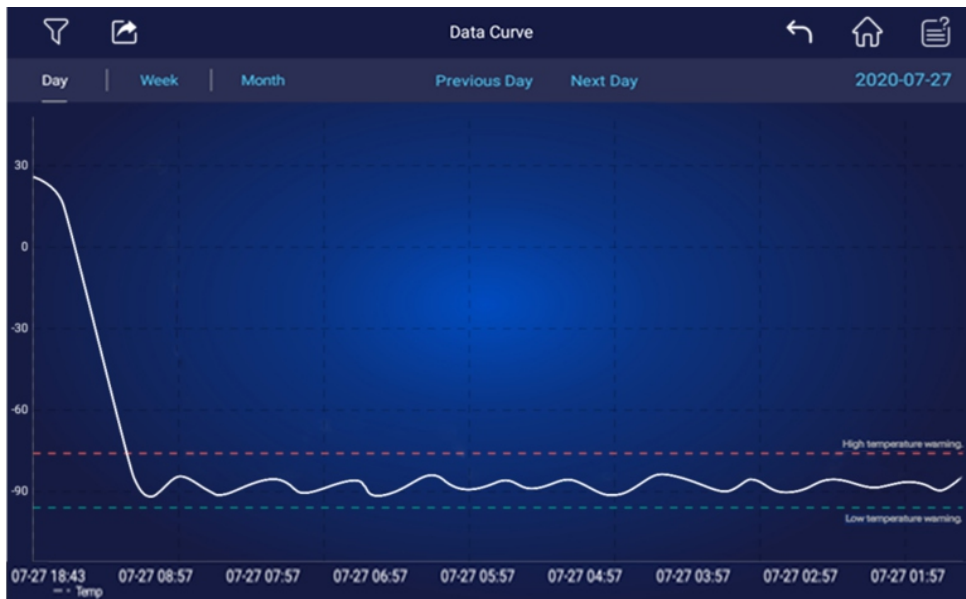 Data Curve
Day Week Month Previous Day Next Day 2020-07-27
30
0
-30
-60
High temperature warning.
-90
Low temperature warning.
07-27 18:43 07-27 08:57 07-27 07:57 07-27 06:57 07-27 05:57 07-27 04:57 07-27 03:57 07-27 02:57 07-27 01:57
Temp